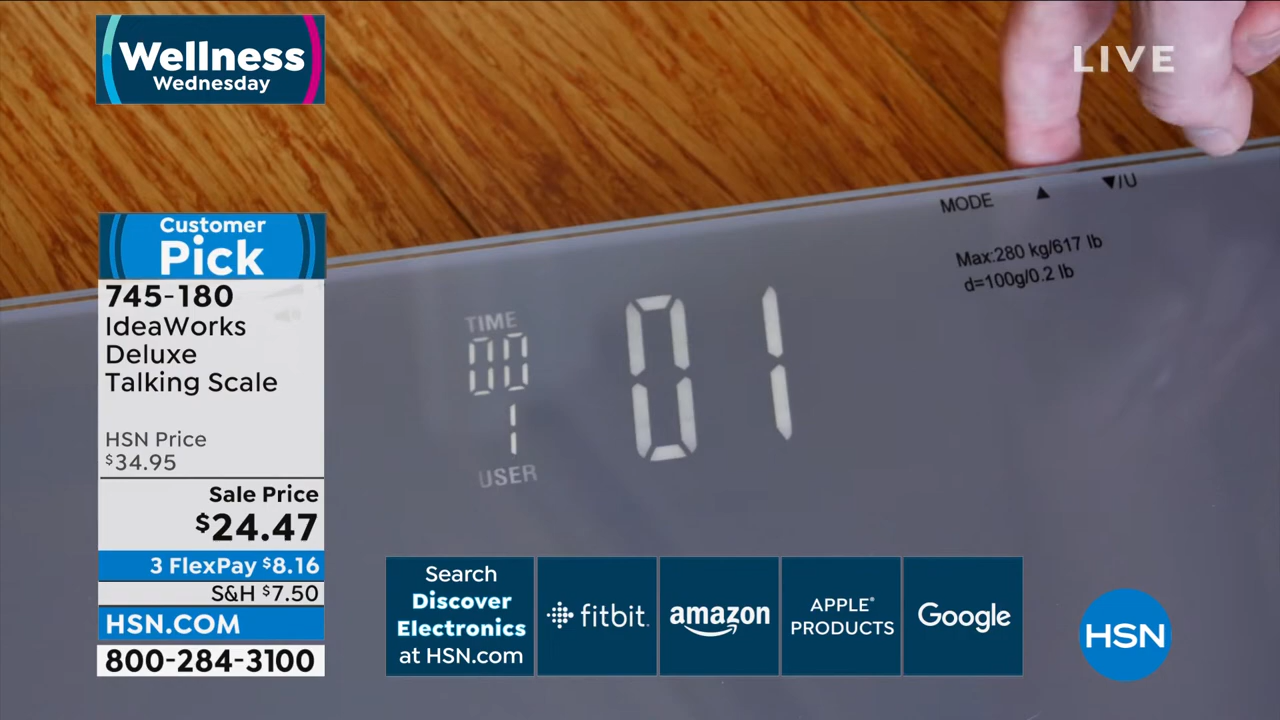 Wellness
Wednesday
LIVE
Customer
Pick
745-180
IdeaWorks
Deluxe
Talking Scale
HSN Price
$34.95
Sale Price
$24.47
3 FlexPay $8.16
S&H $7.50
HSN.COM
800-284-3100
MODE ▲ ▼/U
Max:280 kg/617 lb
d=100g/0.2 lb
TIME
00
01
1
USER
Search
Discover
Electronics
at HSN.com
fitbit.
amazon
APPLE®
PRODUCTS
Google
HSN